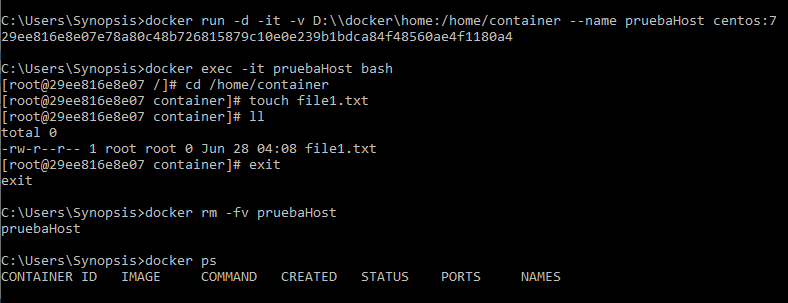 C:\Users\Synopsis>docker run -d -it -v D:\\docker\home:/home/container --name pruebaHost centos:7
29ee816e8e07e78a80c48b726815879c10e0e239b1bdca84f48560ae4f1180a4
C:\Users\Synopsis>docker exec -it pruebaHost bash
[root@29ee816e8e07 /]# cd /home/container
[root@29ee816e8e07 container]# touch file1.txt
[root@29ee816e8e07 container]# ll
total 0
-rw-r--r-- 1 root root 0 Jun 28 04:08 file1.txt
[root@29ee816e8e07 container]# exit
exit
C:\Users\Synopsis>docker rm -fv pruebaHost
pruebaHost
C:\Users\Synopsis>docker ps
CONTAINER ID   IMAGE     COMMAND   CREATED   STATUS    PORTS     NAMES